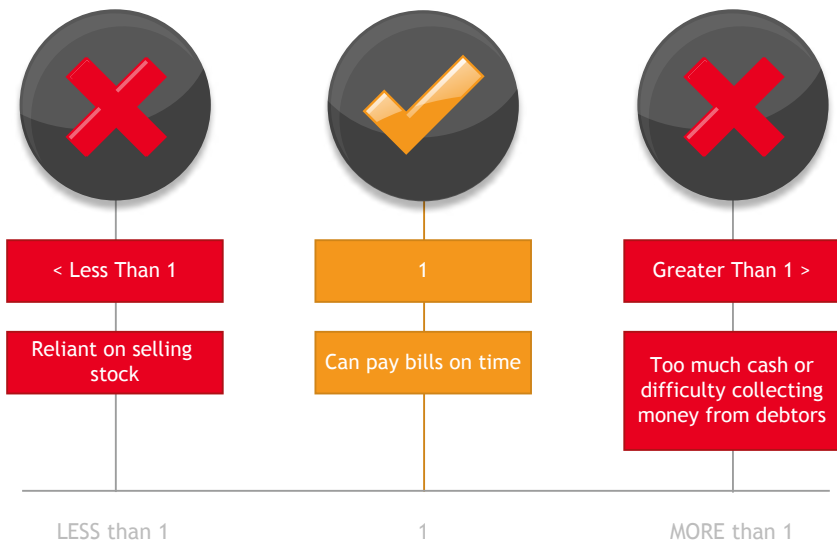 < Less Than 1
1
Greater Than 1 >
Reliant on selling
stock
Can pay bills on time
Too much cash or
difficulty collecting
money from debtors
LESS than 1
1
MORE than 1